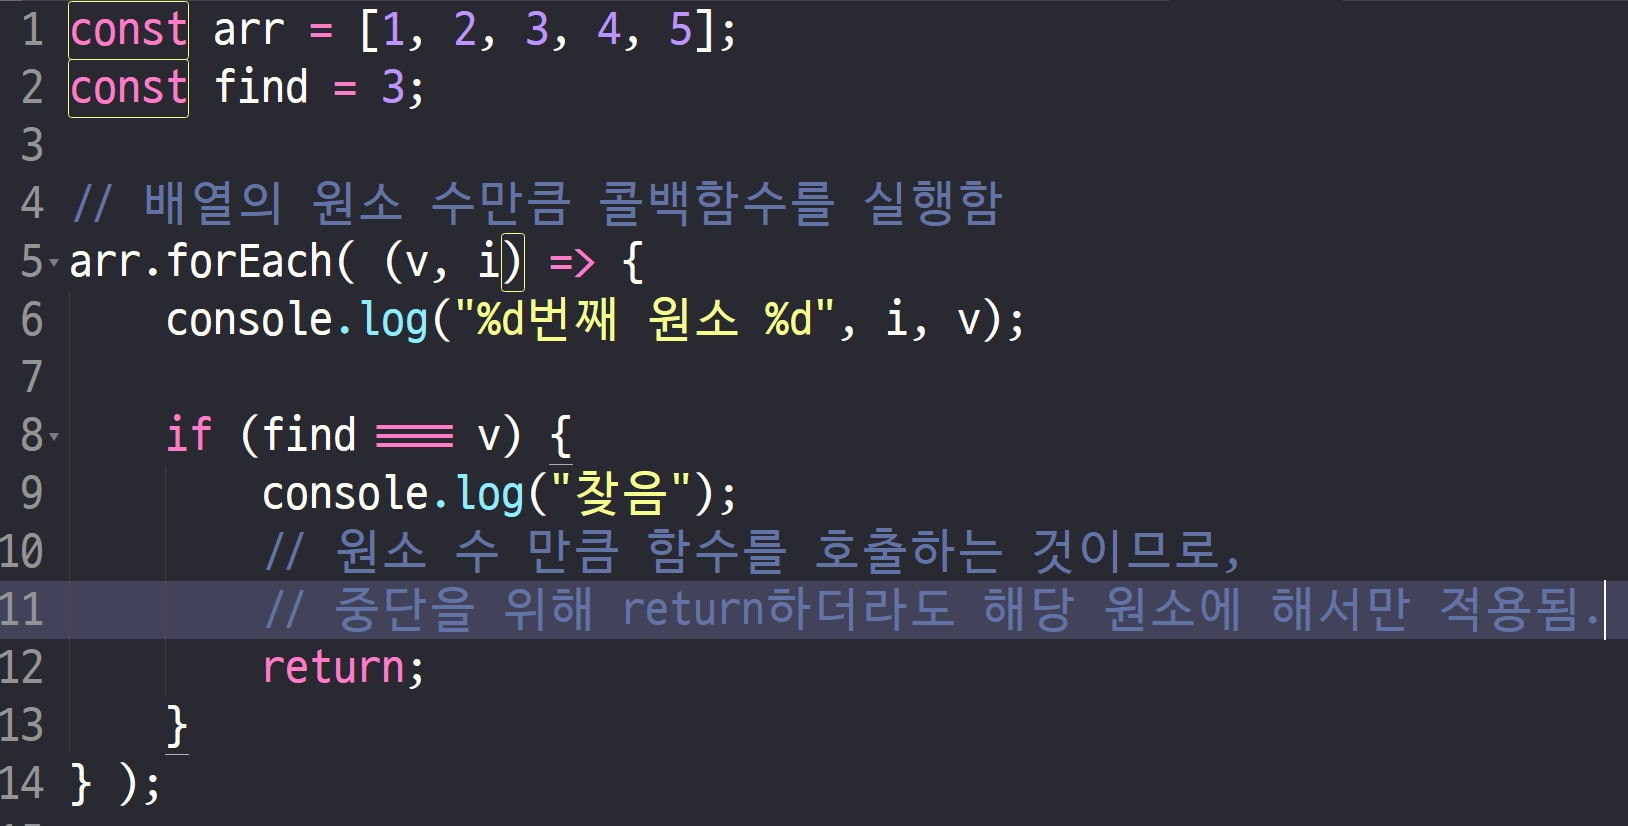 1 const arr = [1, 2, 3, 4, 5];
2 const find = 3;
3
4 // 배열의 원소 수만큼 콜백함수를 실행함
5 arr.forEach( (v, i) => {
6 console.log("%d번째 원소 %d", i, v);
7
8 if (find === v) {
9 console.log("찾음");
10 // 원소 수 만큼 함수를 호출하는 것이므로,
11 // 중단을 위해 return하더라도 해당 원소에 해서만 적용됨.
12 return;
13 }
14 } );